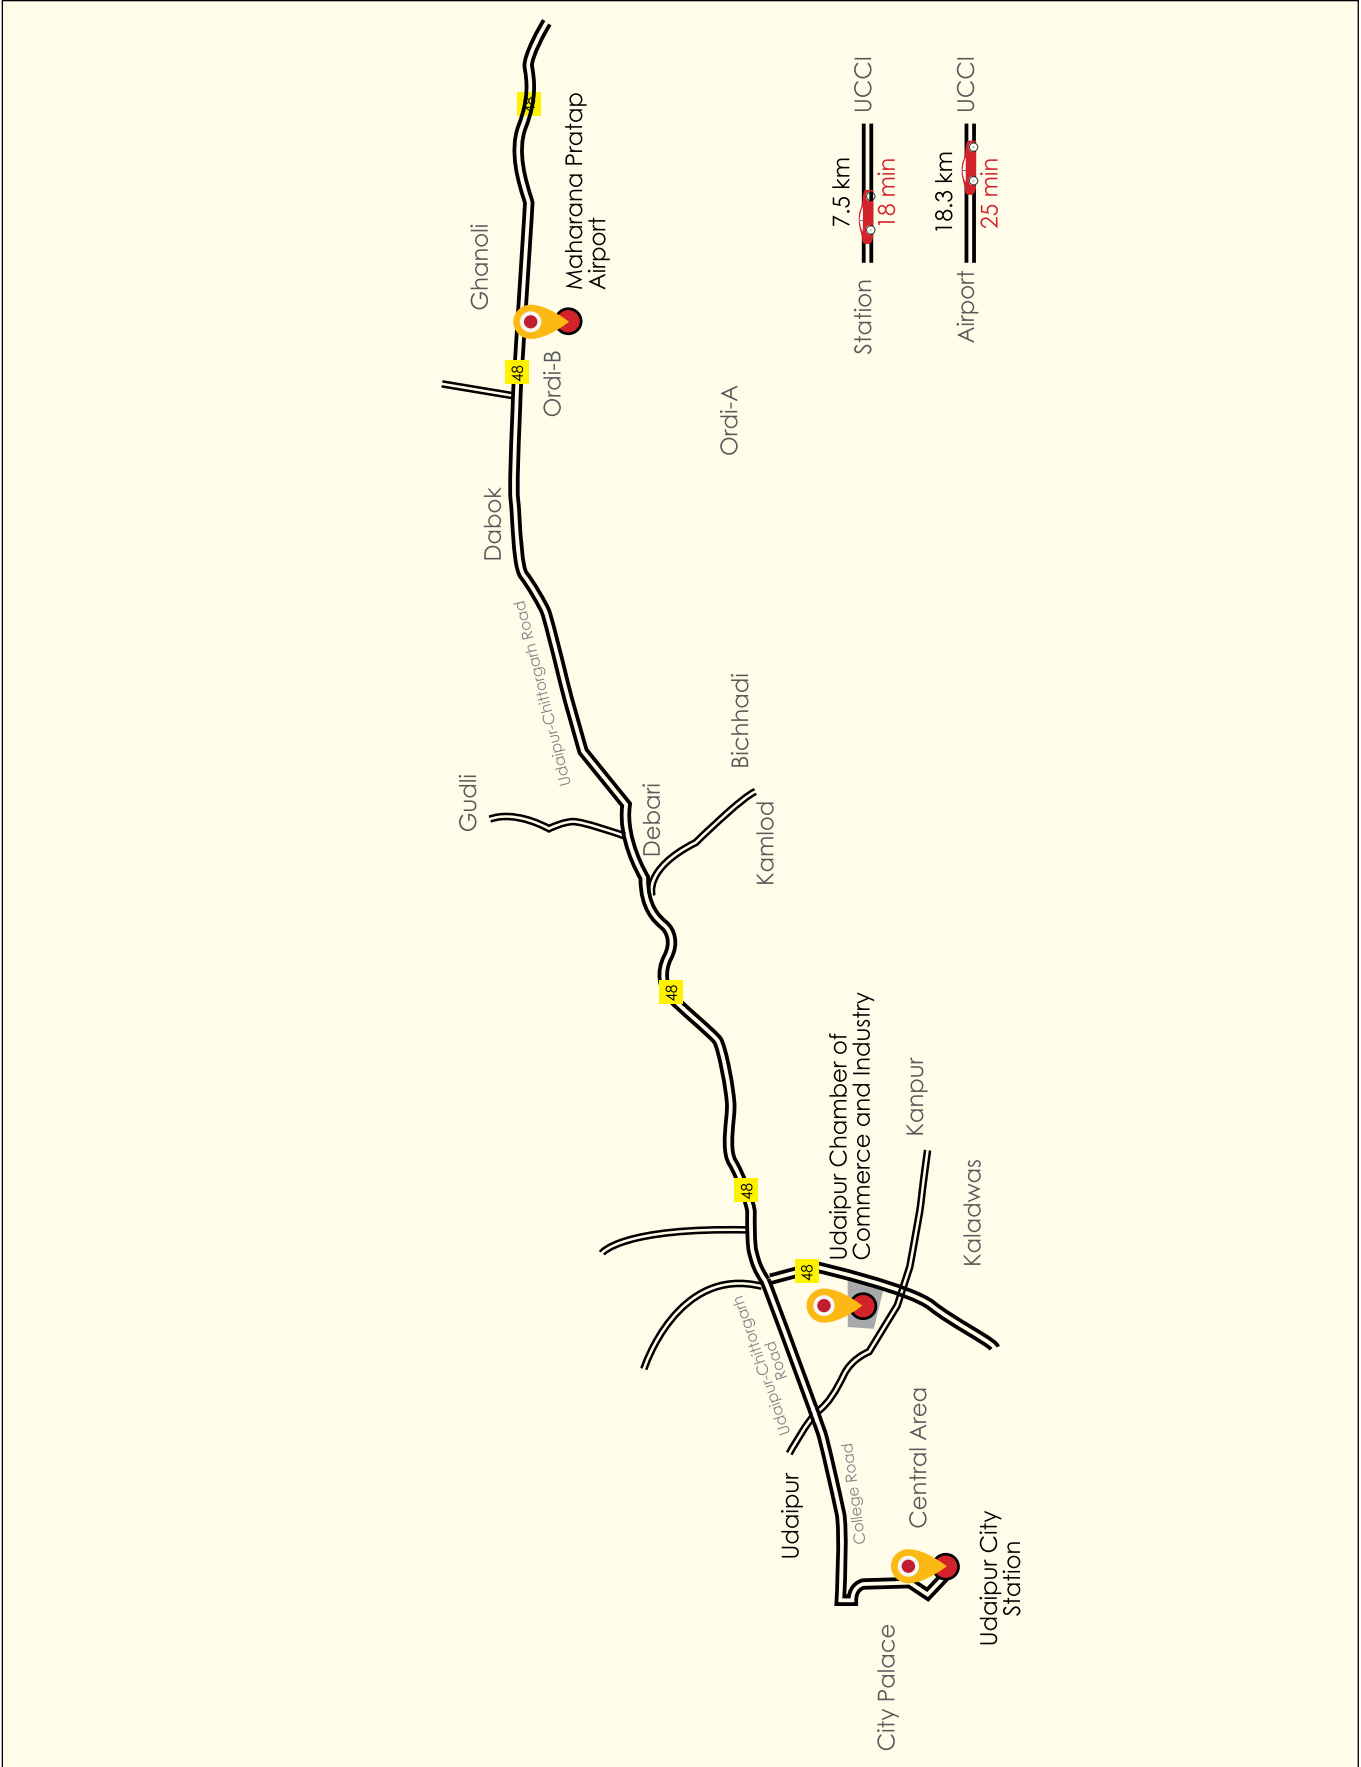 Ghanoli
48
Maharana Pratap
Airport
48
Ordi-B
Ordi-A
Dabok
Udaipur-Chittorgarh Road
Gudli
Debari
Bichhadi
Kamlod
48
48
48
Udaipur Chamber of
Commerce and Industry
Kanpur
Kaladwas
Udaipur-Chittorgarh
Road
Udaipur
College Road
Central Area
Udaipur City
Station
City Palace
Station
7.5 km
18 min
UCCI
Airport
18.3 km
25 min
UCCI